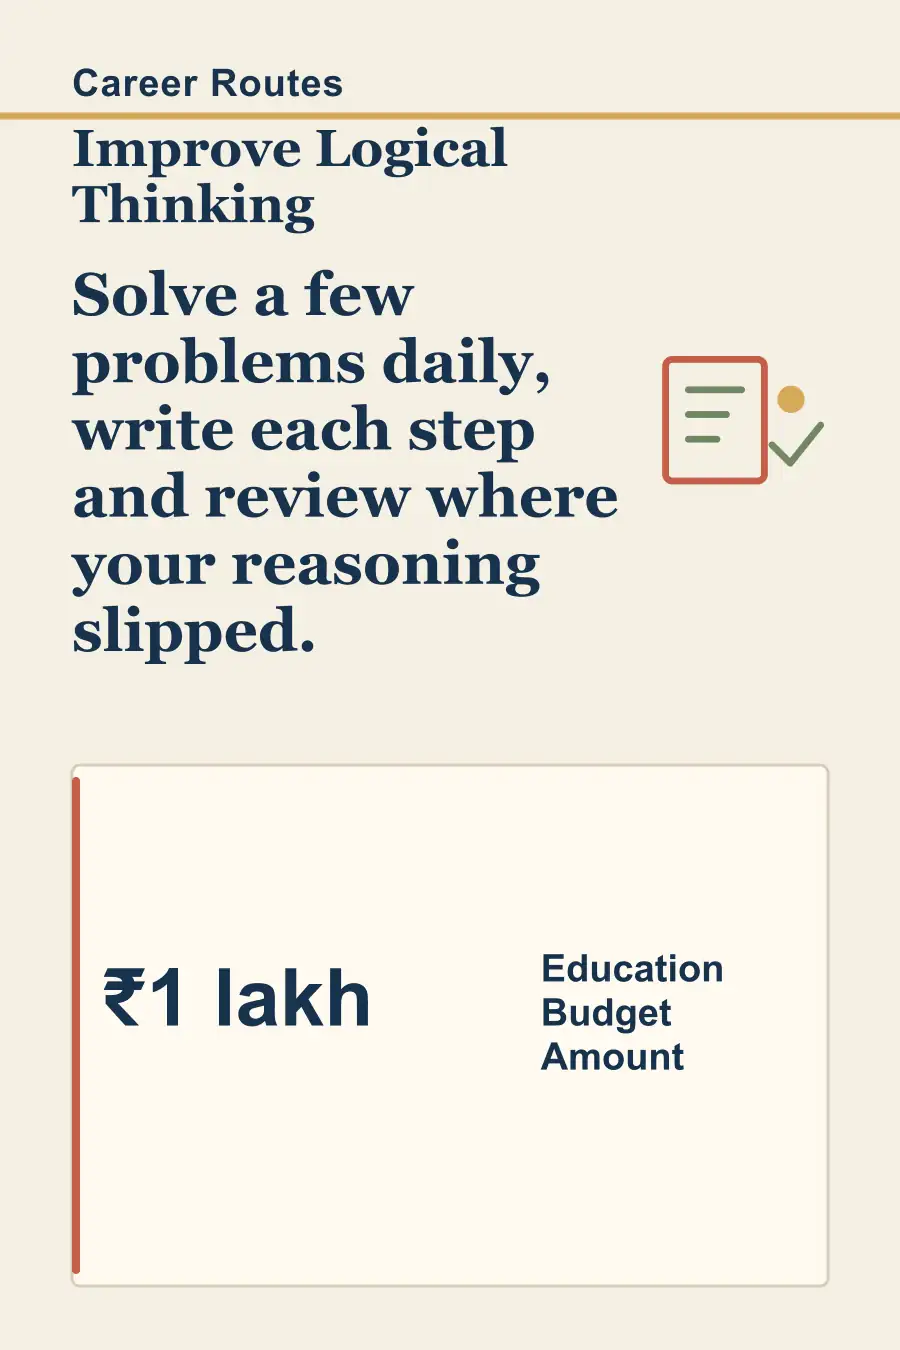 Career Routes
Improve Logical
Thinking
Solve a few
problems daily,
write each step
and review where
your reasoning
slipped.
₹1 lakh
Education
Budget
Amount